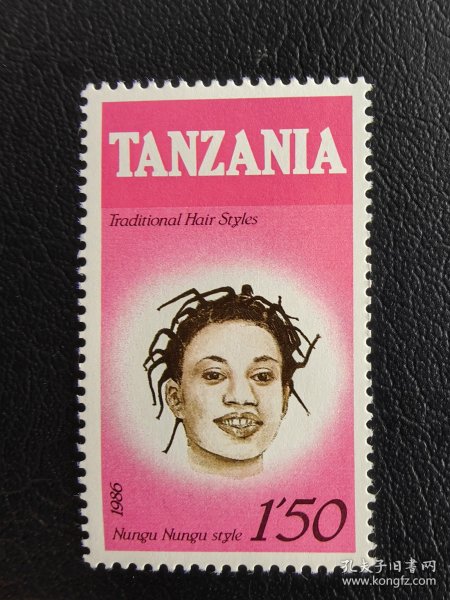 TANZANIA
Traditional Hair Styles
1986
Nungu Nungu style 1'50
孔夫子旧书网
www.kongfz.com